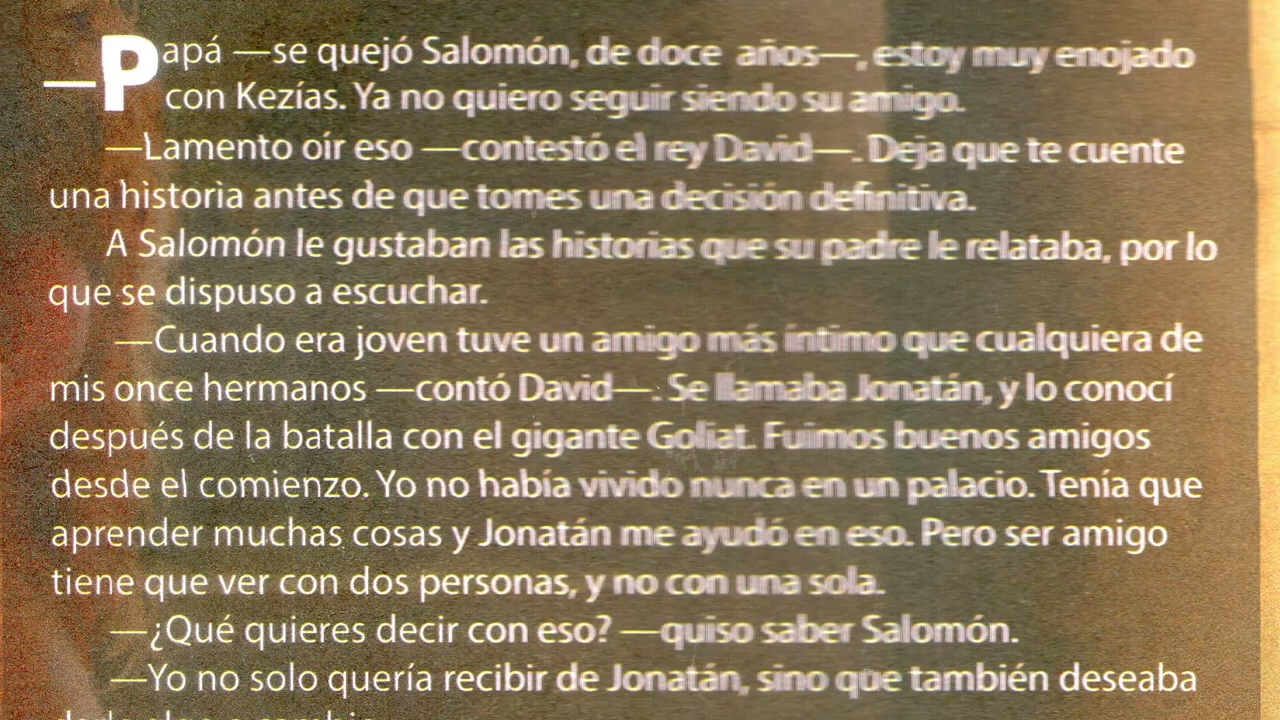 —Papá —se quejó Salomón, de doce años—, estoy muy enojado
con Kezías. Ya no quiero seguir siendo su amigo.
—Lamento oír eso —contestó el rey David—. Deja que te cuente
una historia antes de que tomes una decisión definitiva.
A Salomón le gustaban las historias que su padre le relataba, por lo
que se dispuso a escuchar.
—Cuando era joven tuve un amigo más íntimo que cualquiera de
mis once hermanos —contó David—. Se llamaba Jonatán, y lo conocí
después de la batalla con el gigante Goliat. Fuimos buenos amigos
desde el comienzo. Yo no había vivido nunca en un palacio. Tenía que
aprender muchas cosas y Jonatán me ayudó en eso. Pero ser amigo
tiene que ver con dos personas, y no con una sola.
—¿Qué quieres decir con eso? —quiso saber Salomón.
—Yo no solo quería recibir de Jonatán, sino que también deseaba